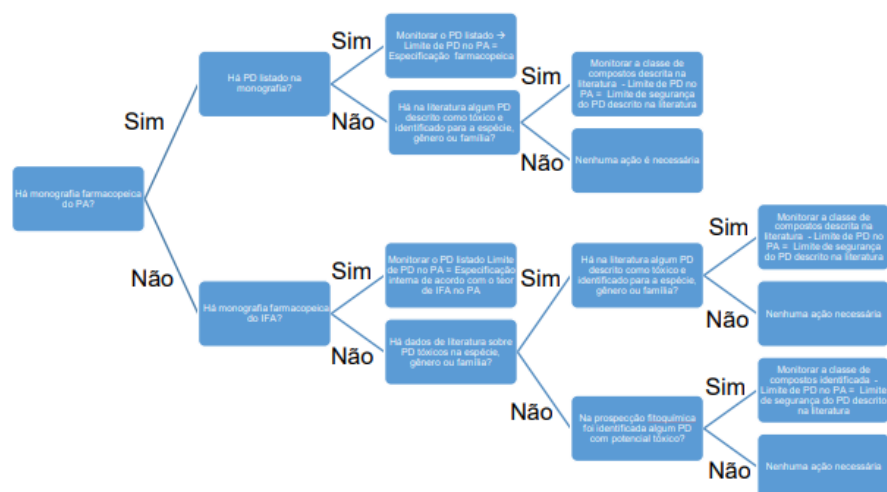 Há monografia farmacopeica
do PA?
Sim
Não
Há PD listado na
monografia?
Sim
Não
Monitorar o PD listado →
Limite de PD no PA =
Especificação farmacopeica
Há na literatura algum PD
descrito como tóxico e
identificado para a espécie,
gênero ou família?
Sim
Não
Monitorar a classe de
compostos descrita na
literatura - Limite de PD no
PA = Limite de segurança
do PD descrito na literatura
Nenhuma ação é necessária
Há monografia farmacopeica
do IFA?
Sim
Não
Monitorar o PD listado Limite
de PD no PA = Especificação
interna de acordo com o teor
de IFA no PA
Há dados de literatura sobre
PD tóxicos na espécie,
gênero ou família?
Sim
Não
Há na literatura algum PD
descrito como tóxico e
identificado para a espécie,
gênero ou família?
Sim
Não
Monitorar a classe de
compostos descrita na
literatura - Limite de PD no
PA = Limite de segurança
do PD descrito na literatura
Nenhuma ação necessária
Na prospecção fitoquímica
foi identificada algum PD
com potencial tóxico?
Sim
Não
Monitorar a classe de
compostos identificada -
Limite de PD no PA = Limite
de segurança do PD descrito
na literatura
Nenhuma ação necessária